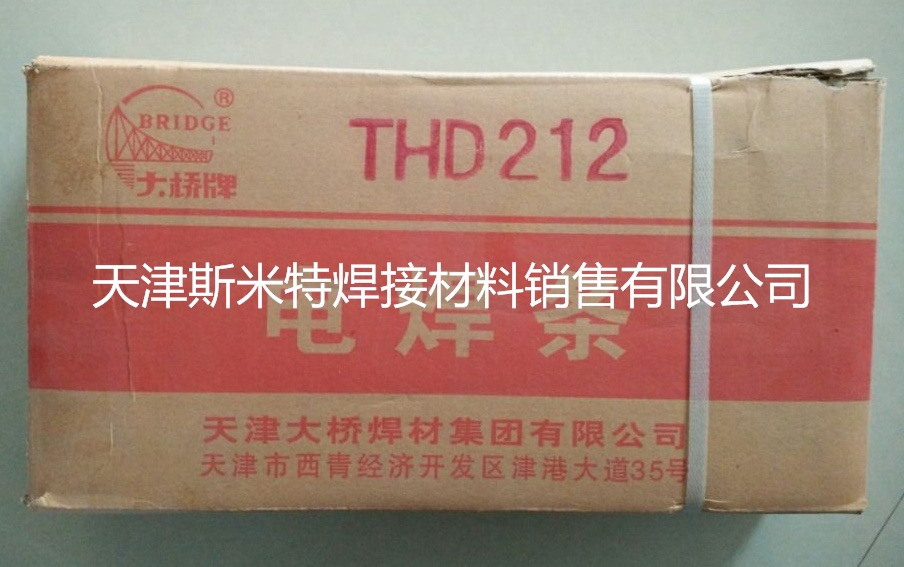 ®
BRIDGE
大桥牌
THD212
天津斯米特焊接材料销售有限公司
电焊条
天津大桥焊材集团有限公司
天津市西青经济开发区津港大道35号